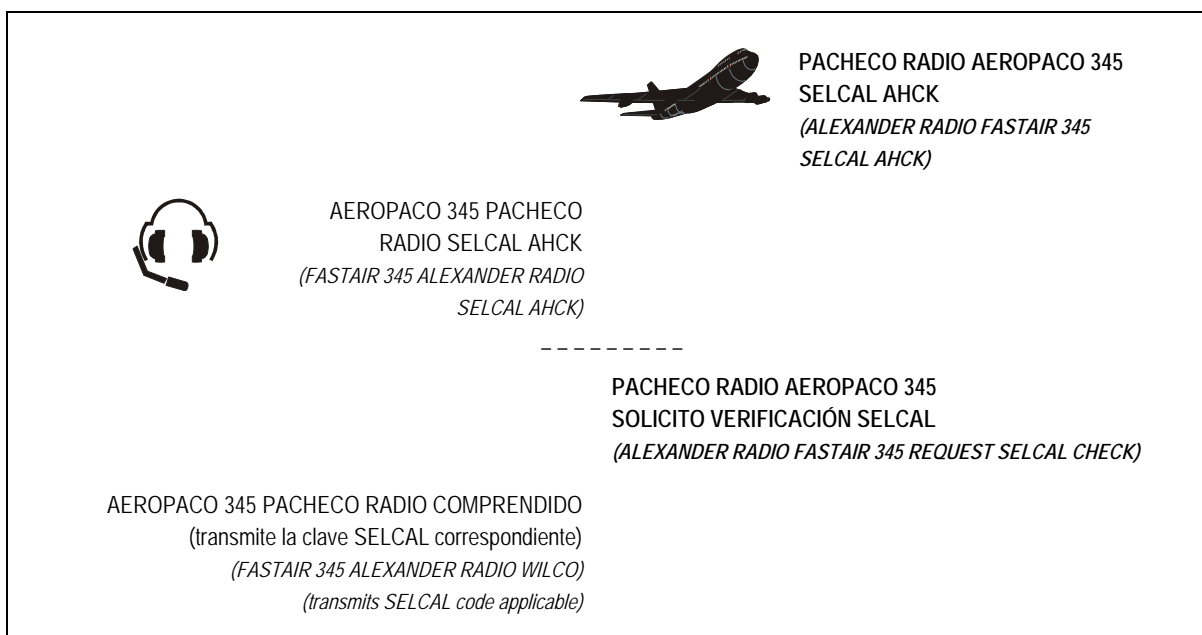 PACHECO RADIO AEROPACO 345
SELCAL AHCK
(ALEXANDER RADIO FASTAIR 345
SELCAL AHCK)
AEROPACO 345 PACHECO
RADIO SELCAL AHCK
(FASTAIR 345 ALEXANDER RADIO
SELCAL AHCK)
_ _ _ _ _ _ _ _ _
PACHECO RADIO AEROPACO 345
SOLICITO VERIFICACIÓN SELCAL
(ALEXANDER RADIO FASTAIR 345 REQUEST SELCAL CHECK)
AEROPACO 345 PACHECO RADIO COMPRENDIDO
(transmite la clave SELCAL correspondiente)
(FASTAIR 345 ALEXANDER RADIO WILCO)
(transmits SELCAL code applicable)